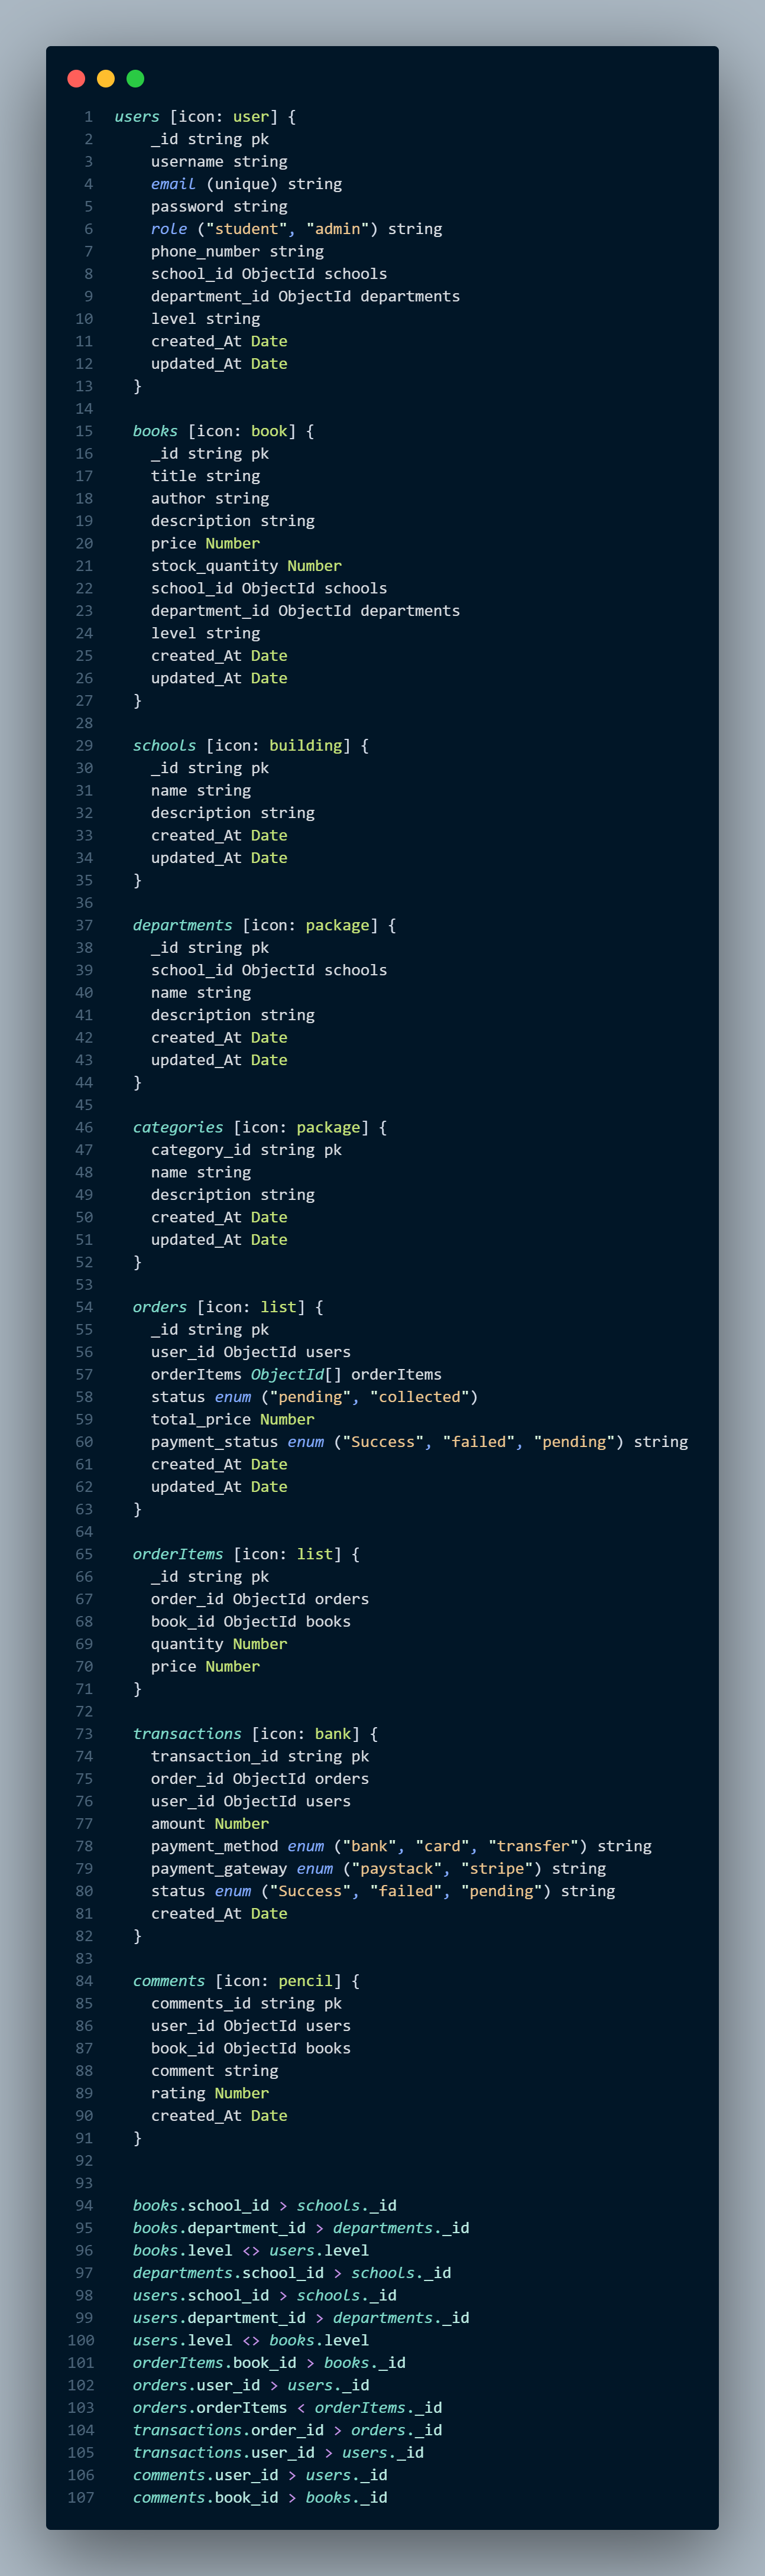 1 users [icon: user] {
2 _id string pk
3 username string
4 email (unique) string
5 password string
6 role ("student", "admin") string
7 phone_number string
8 school_id ObjectId schools
9 department_id ObjectId departments
10 level string
11 created_At Date
12 updated_At Date
13 }
14
15 books [icon: book] {
16 _id string pk
17 title string
18 author string
19 description string
20 price Number
21 stock_quantity Number
22 school_id ObjectId schools
23 department_id ObjectId departments
24 level string
25 created_At Date
26 updated_At Date
27 }
28
29 schools [icon: building] {
30 _id string pk
31 name string
32 description string
33 created_At Date
34 updated_At Date
35 }
36
37 departments [icon: package] {
38 _id string pk
39 school_id ObjectId schools
40 name string
41 description string
42 created_At Date
43 updated_At Date
44 }
45
46 categories [icon: package] {
47 category_id string pk
48 name string
49 description string
50 created_At Date
51 updated_At Date
52 }
53
54 orders [icon: list] {
55 _id string pk
56 user_id ObjectId users
57 orderItems ObjectId[] orderItems
58 status enum ("pending", "collected")
59 total_price Number
60 payment_status enum ("Success", "failed", "pending") string
61 created_At Date
62 updated_At Date
63 }
64
65 orderItems [icon: list] {
66 _id string pk
67 order_id ObjectId orders
68 book_id ObjectId books
69 quantity Number
70 price Number
71 }
72
73 transactions [icon: bank] {
74 transaction_id string pk
75 order_id ObjectId orders
76 user_id ObjectId users
77 amount Number
78 payment_method enum ("bank", "card", "transfer") string
79 payment_gateway enum ("paystack", "stripe") string
80 status enum ("Success", "failed", "pending") string
81 created_At Date
82 }
83
84 comments [icon: pencil] {
85 comments_id string pk
86 user_id ObjectId users
87 book_id ObjectId books
88 comment string
89 rating Number
90 created_At Date
91 }
92
93
94 books.school_id > schools._id
95 books.department_id > departments._id
96 books.level <> users.level
97 departments.school_id > schools._id
98 users.school_id > schools._id
99 users.department_id > departments._id
100 users.level <> books.level
101 orderItems.book_id > books._id
102 orders.user_id > users._id
103 orders.orderItems < orderItems._id
104 transactions.order_id > orders._id
105 transactions.user_id > users._id
106 comments.user_id > users._id
107 comments.book_id > books._id